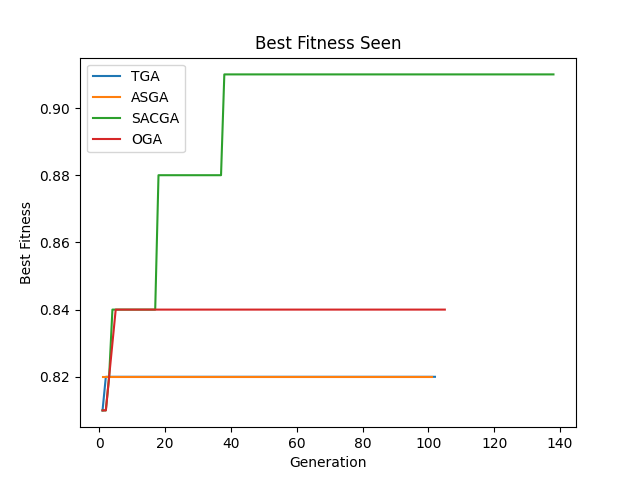 Best Fitness Seen
TGA
ASGA
SACGA
OGA
Best Fitness
0.90
0.88
0.86
0.84
0.82
0 20 40 60 80 100 120 140
Generation